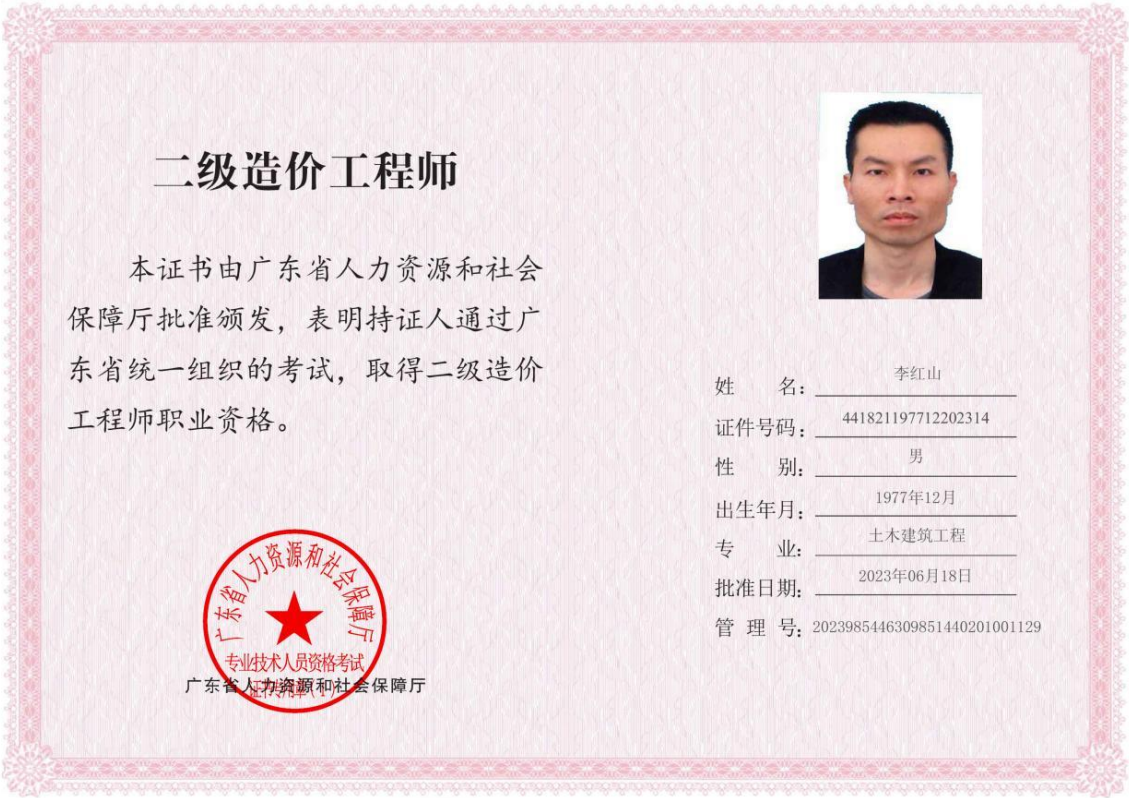 二级造价工程师
本证书由广东省人力资源和社会
保障厅批准颁发，表明持证人通过广
东省统一组织的考试，取得二级造价
工程师职业资格。
广东省人力资源和社会保障厅
专业技术人员资格考试
广东省人力资源和社会保障厅
姓名：李红山
证件号码：441821197712202314
性别：男
出生年月：1977年12月
专业：土木建筑工程
批准日期：2023年06月18日
管理号：2023985446309851440201001129